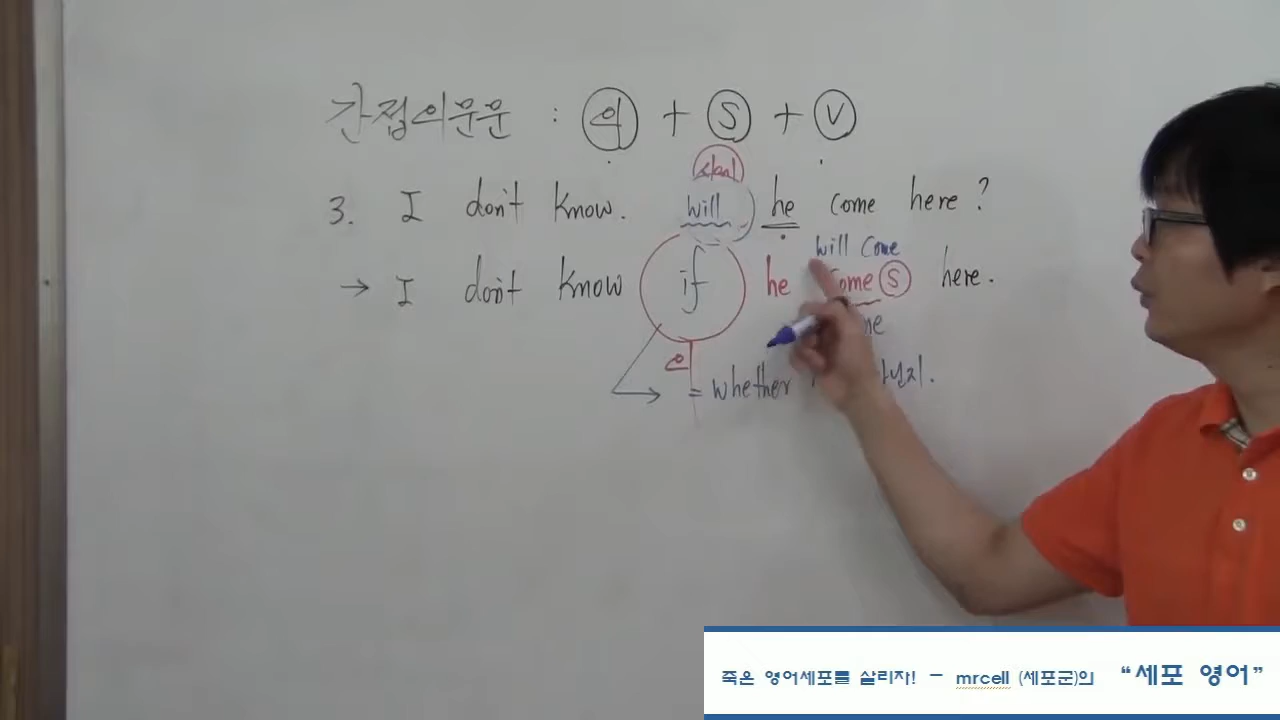 간접의문문 : 의 + S + V
3. I don't know. will he come here?
will come
→ I don't know if he comes here.
의
= whether
죽은 영어세포를 살리자! - mrcell (세포군)의 "세포 영어"